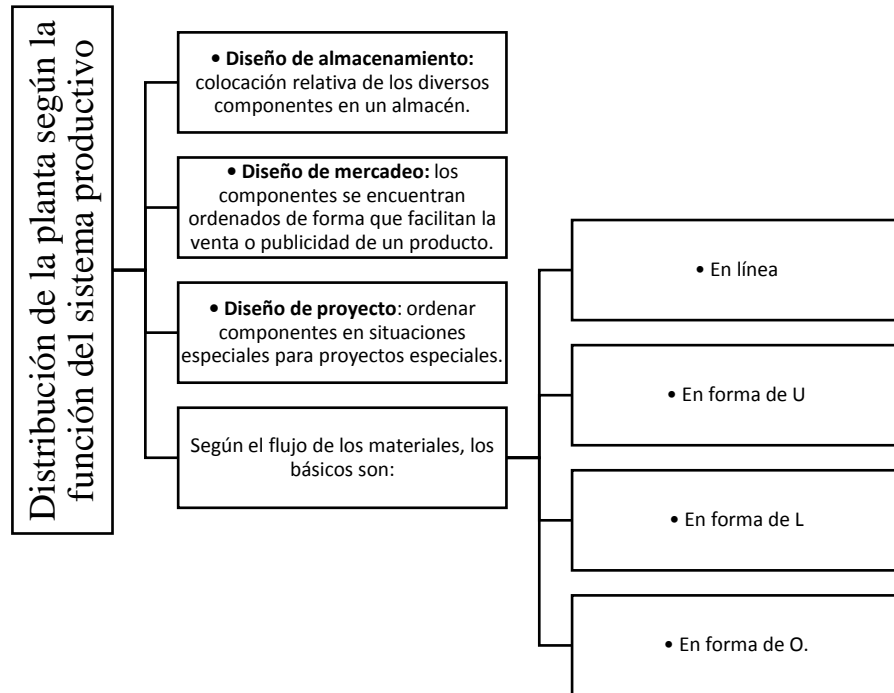 Distribución de la planta según la
función del sistema productivo
• Diseño de almacenamiento:
colocación relativa de los diversos
componentes en un almacén.
• Diseño de mercadeo: los
componentes se encuentran
ordenados de forma que facilitan la
venta o publicidad de un producto.
• Diseño de proyecto: ordenar
componentes en situaciones
especiales para proyectos especiales.
Según el flujo de los materiales, los
básicos son:
• En línea
• En forma de U
• En forma de L
• En forma de O.